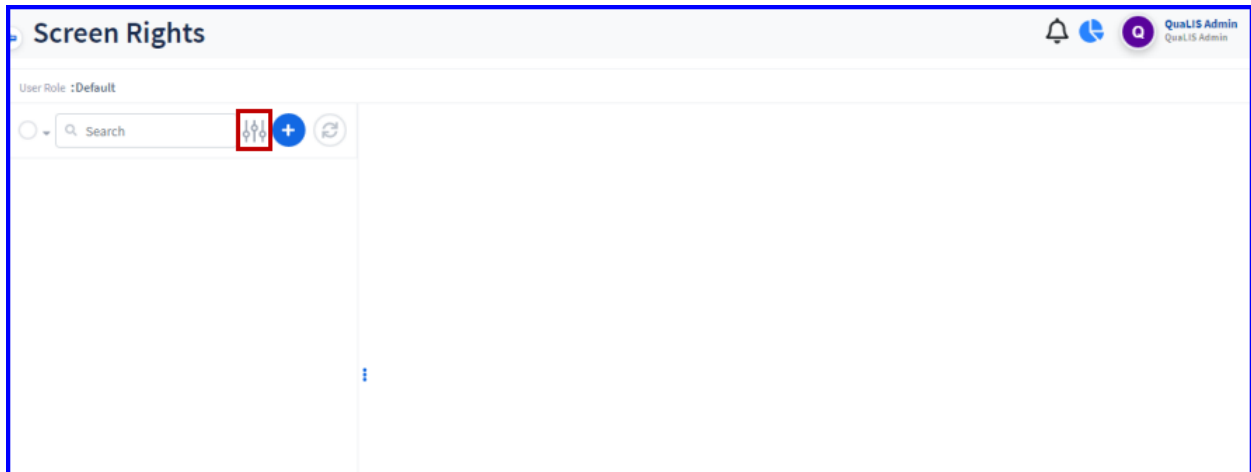 Screen Rights
Q
QuaLIS Admin
QuaLIS Admin
User Role :Default
Search